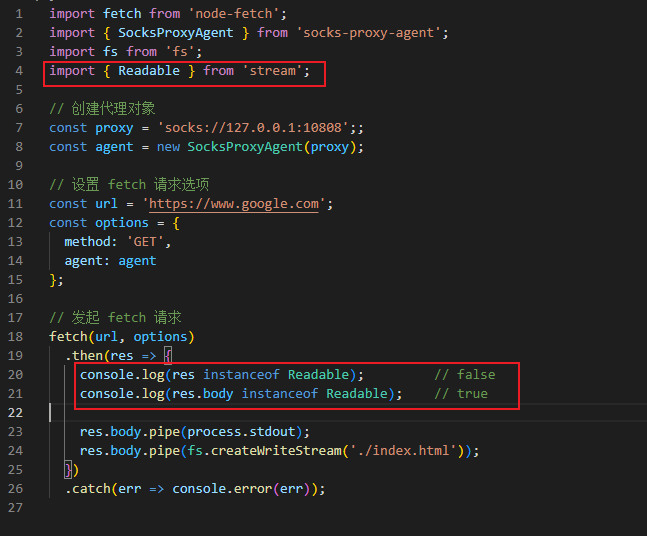 1 import fetch from 'node-fetch';
2 import { SocksProxyAgent } from 'socks-proxy-agent';
3 import fs from 'fs';
4 import { Readable } from 'stream';
5
6 // 创建代理对象
7 const proxy = 'socks://127.0.0.1:10808';;
8 const agent = new SocksProxyAgent(proxy);
9
10 // 设置 fetch 请求选项
11 const url = 'https://www.google.com';
12 const options = {
13   method: 'GET',
14   agent: agent
15 };
16
17 // 发起 fetch 请求
18 fetch(url, options)
19   .then(res => {
20     console.log(res instanceof Readable);         // false
21     console.log(res.body instanceof Readable);    // true
22
23     res.body.pipe(process.stdout);
24     res.body.pipe(fs.createWriteStream('./index.html'));
25   })
26   .catch(err => console.error(err));
27